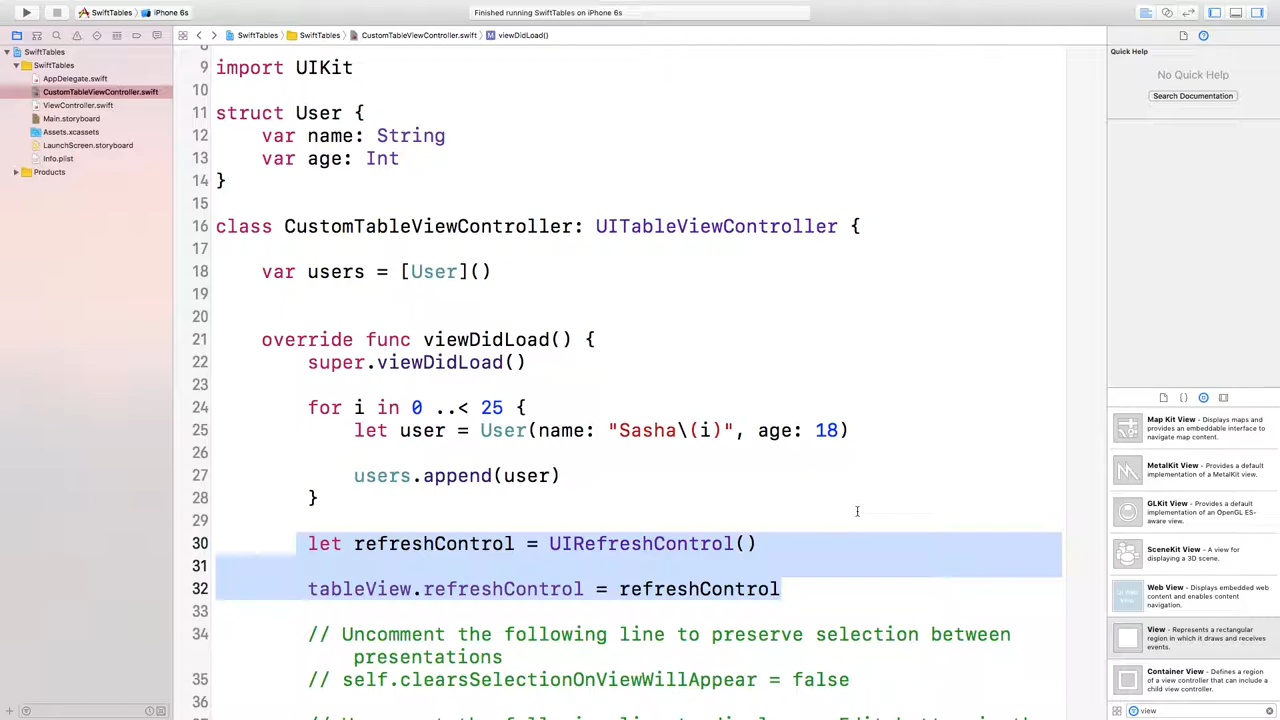 SwiftTables
iPhone 6s
Finished running SwiftTables on iPhone 6s
SwiftTables
SwiftTables
CustomTableViewController.swift
M
viewDidLoad()
SwiftTables
SwiftTables
AppDelegate.swift
CustomTableViewController.swift
ViewController.swift
Main.storyboard
Assets.xcassets
LaunchScreen.storyboard
Info.plist
Products
9 import UIKit
10
11 struct User {
12 var name: String
13 var age: Int
14 }
15
16 class CustomTableViewController: UITableViewController {
17
18 var users = [User]()
19
20
21 override func viewDidLoad() {
22 super.viewDidLoad()
23
24 for i in 0 ..< 25 {
25 let user = User(name: "Sasha\(i)", age: 18)
26
27 users.append(user)
28 }
29
30 let refreshControl = UIRefreshControl()
31
32 tableView.refreshControl = refreshControl
33
34 // Uncomment the following line to preserve selection between
presentations
35 // self.clearsSelectionOnViewWillAppear = false
36
Quick Help
No Quick Help
Search Documentation
Map Kit View - Displays maps and
provides an embeddable interface to
navigate map content.
MetalKit View - Provides a default
implementation of a MetalKit view.
GLKit View - Provides a default
implementation of an OpenGL ES-
aware view.
SceneKit View - A view for
displaying a 3D scene.
Web View - Displays embedded web
content and enables content
navigation.
View - Represents a rectangular
region in which it draws and receives
events.
Container View - Defines a region
of a view controller that can include a
child view controller.
view